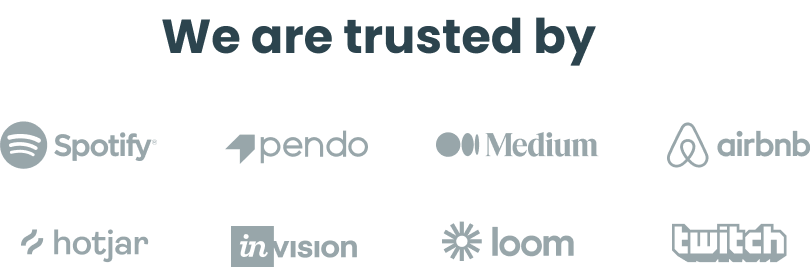 We are trusted by
Spotify®
pendo
Medium
airbnb
hotjar
invision
loom
twitch